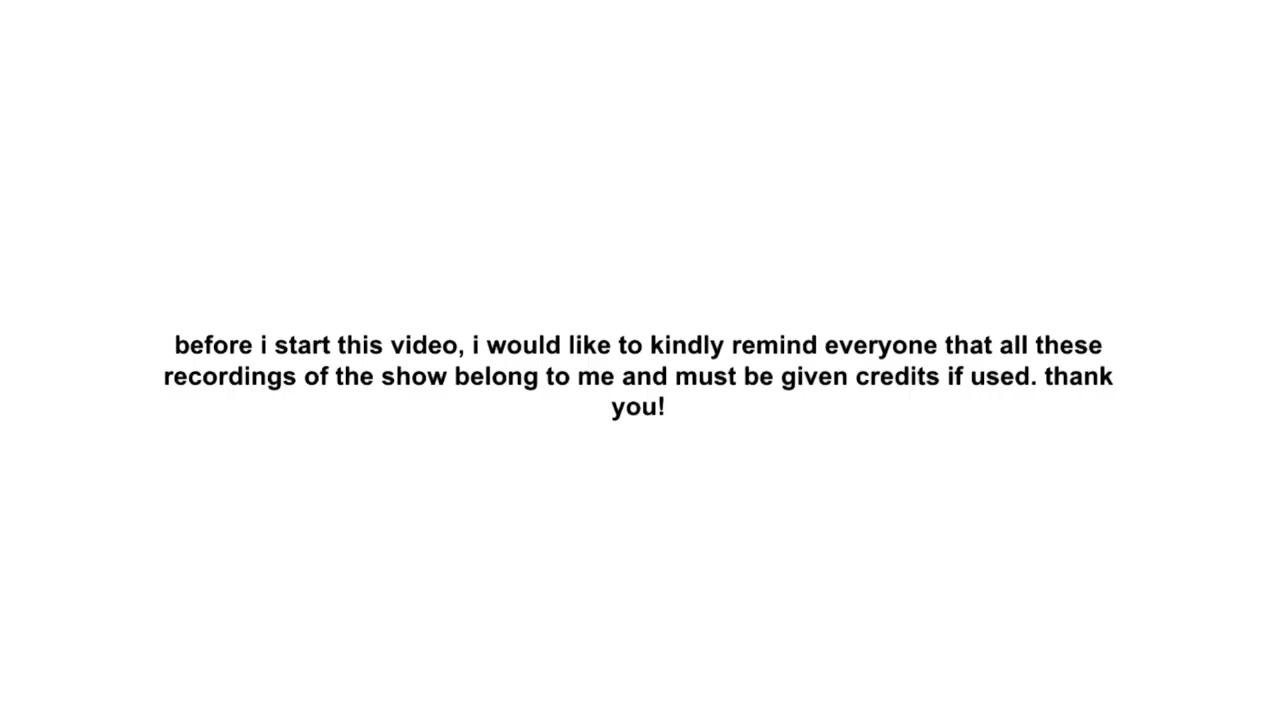 before i start this video, i would like to kindly remind everyone that all these
recordings of the show belong to me and must be given credits if used. thank
you!